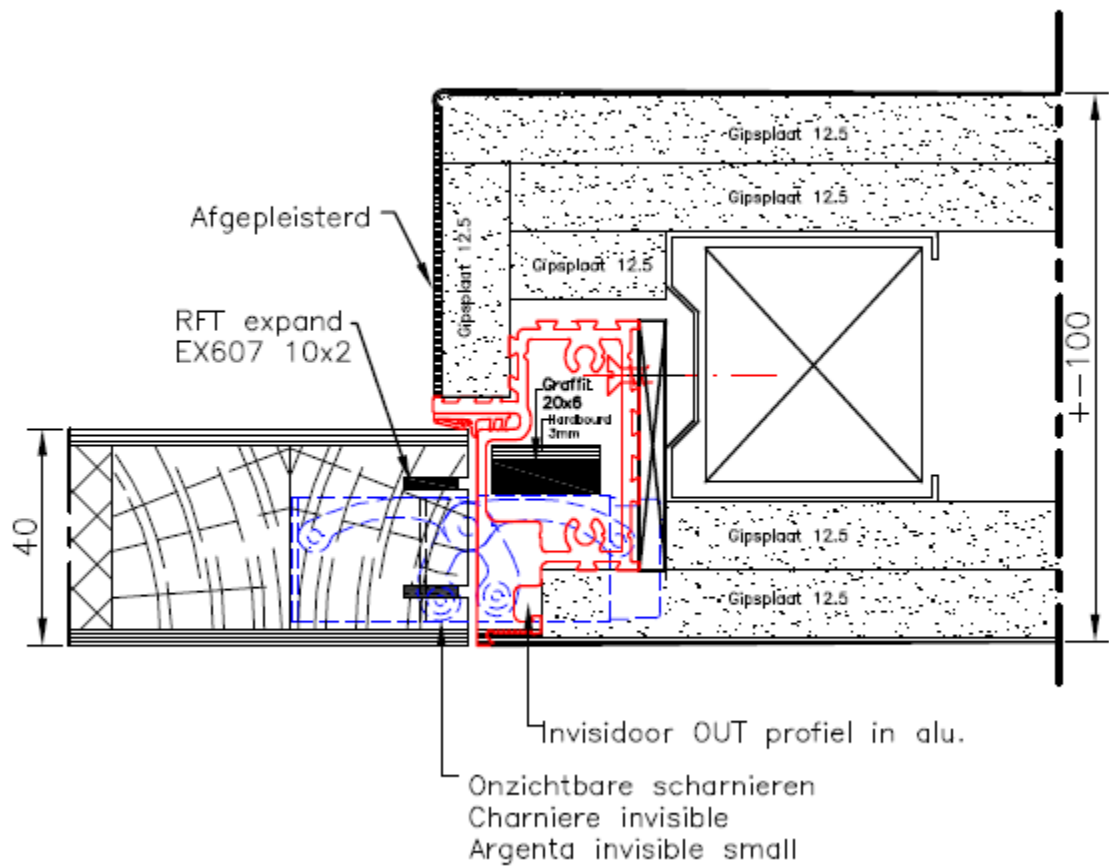 Gipsplaat 12.5
Gipsplaat 12.5
Afgepleisterd
Gipsplaat 12.5
Gipsplaat 12.5
RFT expand
EX607 10x2
+-100
Graffit
20x6
Hardbourd
3mm
40
Gipsplaat 12.5
Gipsplaat 12.5
Invisidoor OUT profiel in alu.
Onzichtbare scharnieren
Charniere invisible
Argenta invisible small